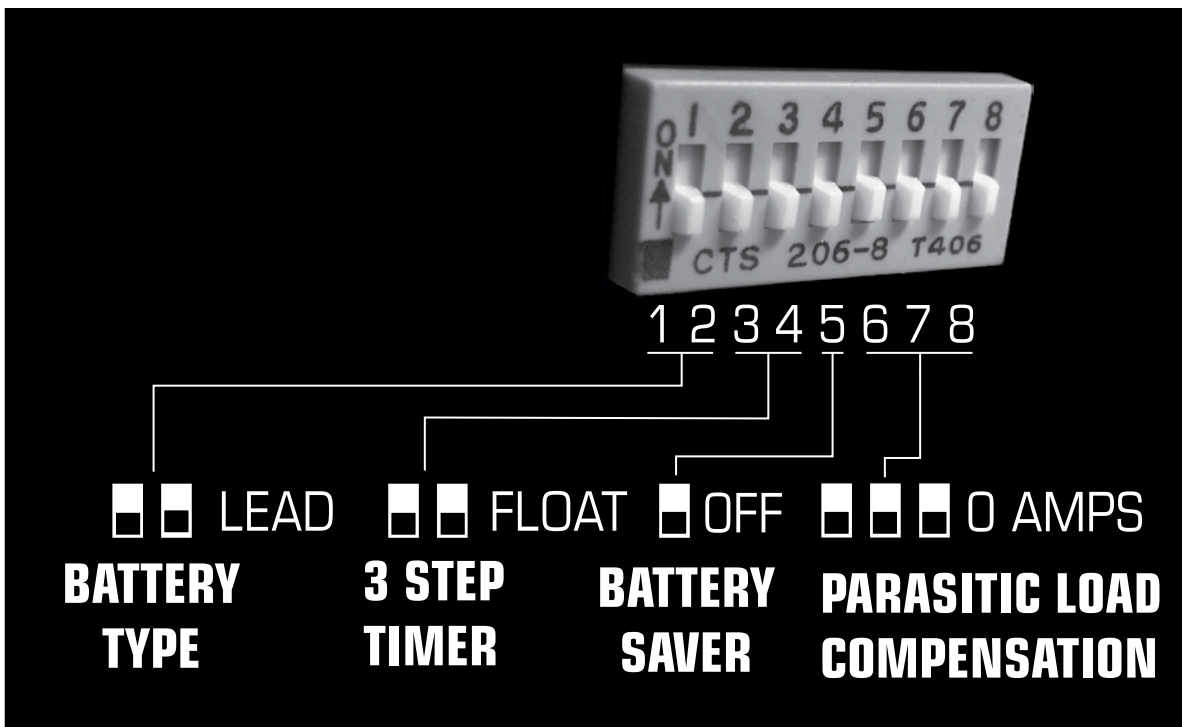 1 2 3 4 5 6 7 8
ON
CTS 206-8 T406
1 2 3 4 5 6 7 8
LEAD
FLOAT
OFF
0 AMPS
BATTERY
TYPE
3 STEP
TIMER
BATTERY
SAVER
PARASITIC LOAD
COMPENSATION